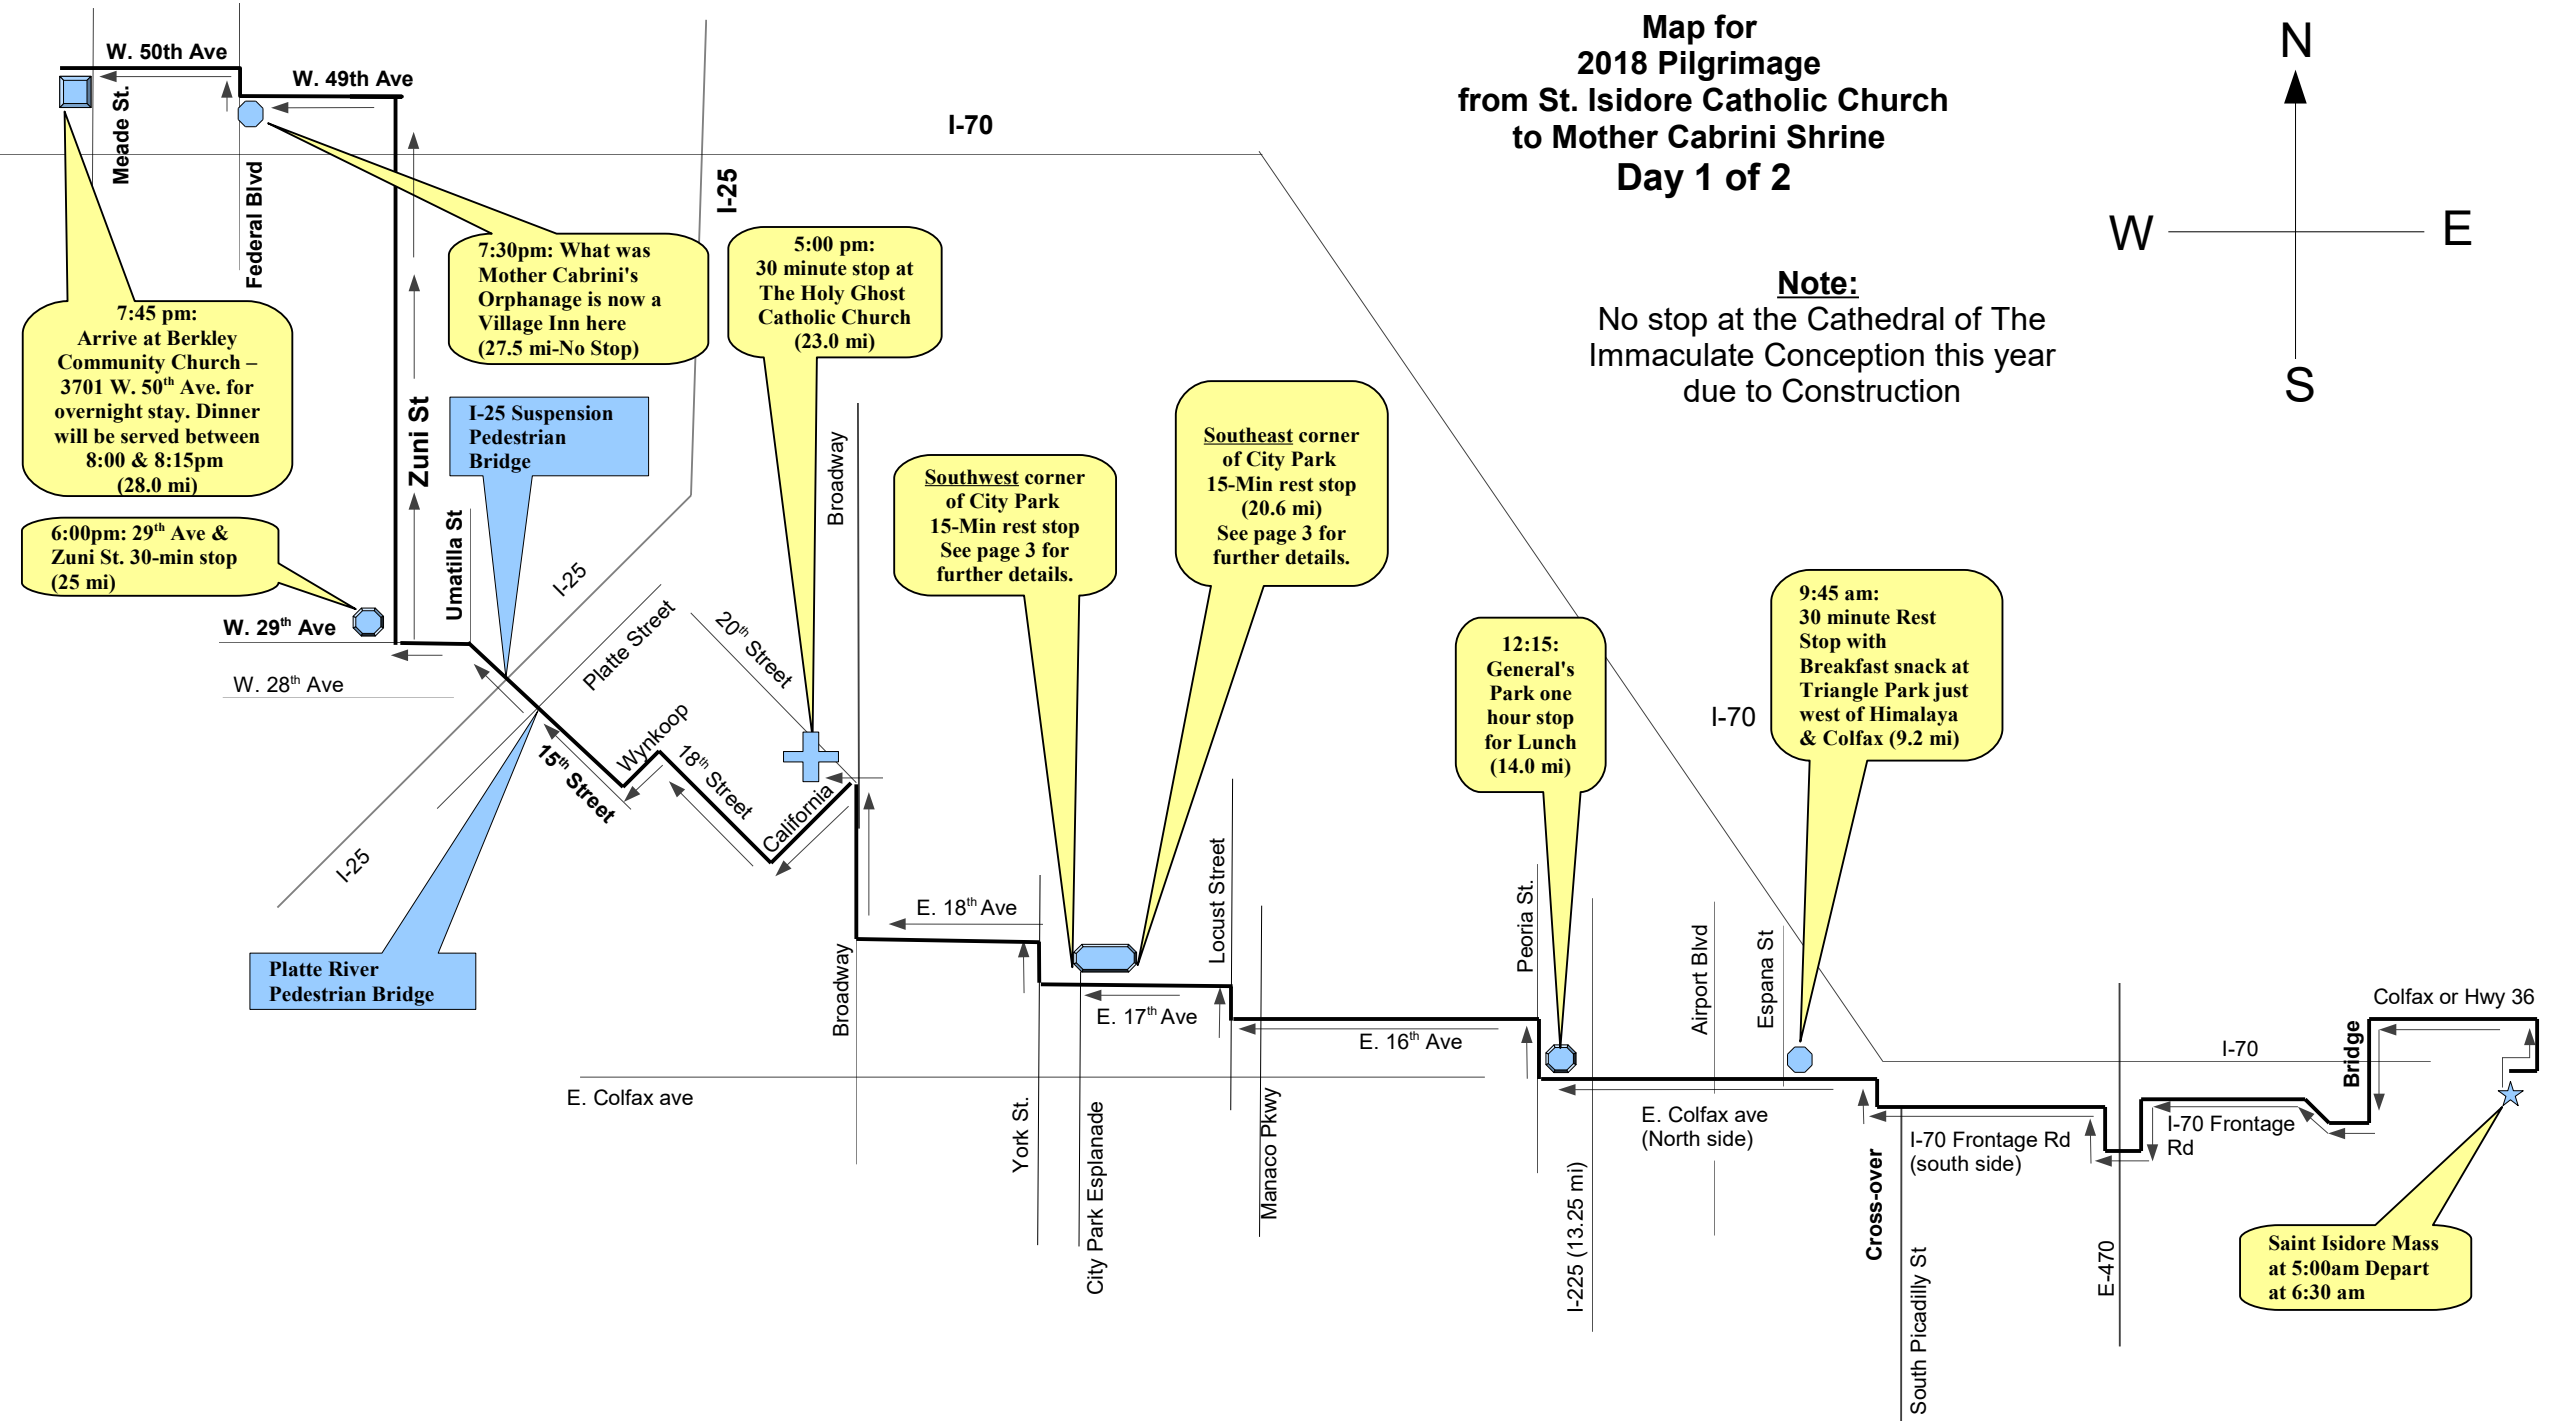 Map for
2018 Pilgrimage
from St. Isidore Catholic Church
to Mother Cabrini Shrine
Day 1 of 2
N
W
E
S
Note:
No stop at the Cathedral of The
Immaculate Conception this year
due to Construction
W. 50th Ave
W. 49th Ave
Meade St.
Federal Blvd
I-70
I-25
7:30pm: What was
Mother Cabrini's
Orphanage is now a
Village Inn here
(27.5 mi-No Stop)
5:00 pm:
30 minute stop at
The Holy Ghost
Catholic Church
(23.0 mi)
7:45 pm:
Arrive at Berkley
Community Church –
3701 W. 50th Ave. for
overnight stay. Dinner
will be served between
8:00 & 8:15pm
(28.0 mi)
Zuni St
I-25 Suspension
Pedestrian
Bridge
Broadway
Southwest corner
of City Park
15-Min rest stop
See page 3 for
further details.
Southeast corner
of City Park
15-Min rest stop
(20.6 mi)
See page 3 for
further details.
6:00pm: 29th Ave &
Zuni St. 30-min stop
(25 mi)
Umatilla St
I-25
Platte Street
20th Street
W. 29th Ave
W. 28th Ave
12:15:
General's
Park one
hour stop
for Lunch
(14.0 mi)
I-70
9:45 am:
30 minute Rest
Stop with
Breakfast snack at
Triangle Park just
west of Himalaya
& Colfax (9.2 mi)
Wynkoop
18th Street
15th Street
California
I-25
E. 18th Ave
Locust Street
Peoria St.
Airport Blvd
Espana St
Platte River
Pedestrian Bridge
Broadway
E. 17th Ave
E. 16th Ave
Colfax or Hwy 36
Bridge
I-70
E. Colfax ave
York St.
City Park Esplanade
Manaco Pkwy
I-225 (13.25 mi)
E. Colfax ave
(North side)
Cross-over
I-70 Frontage Rd
(south side)
I-70 Frontage
Rd
South Picadilly St
E-470
Saint Isidore Mass
at 5:00am Depart
at 6:30 am